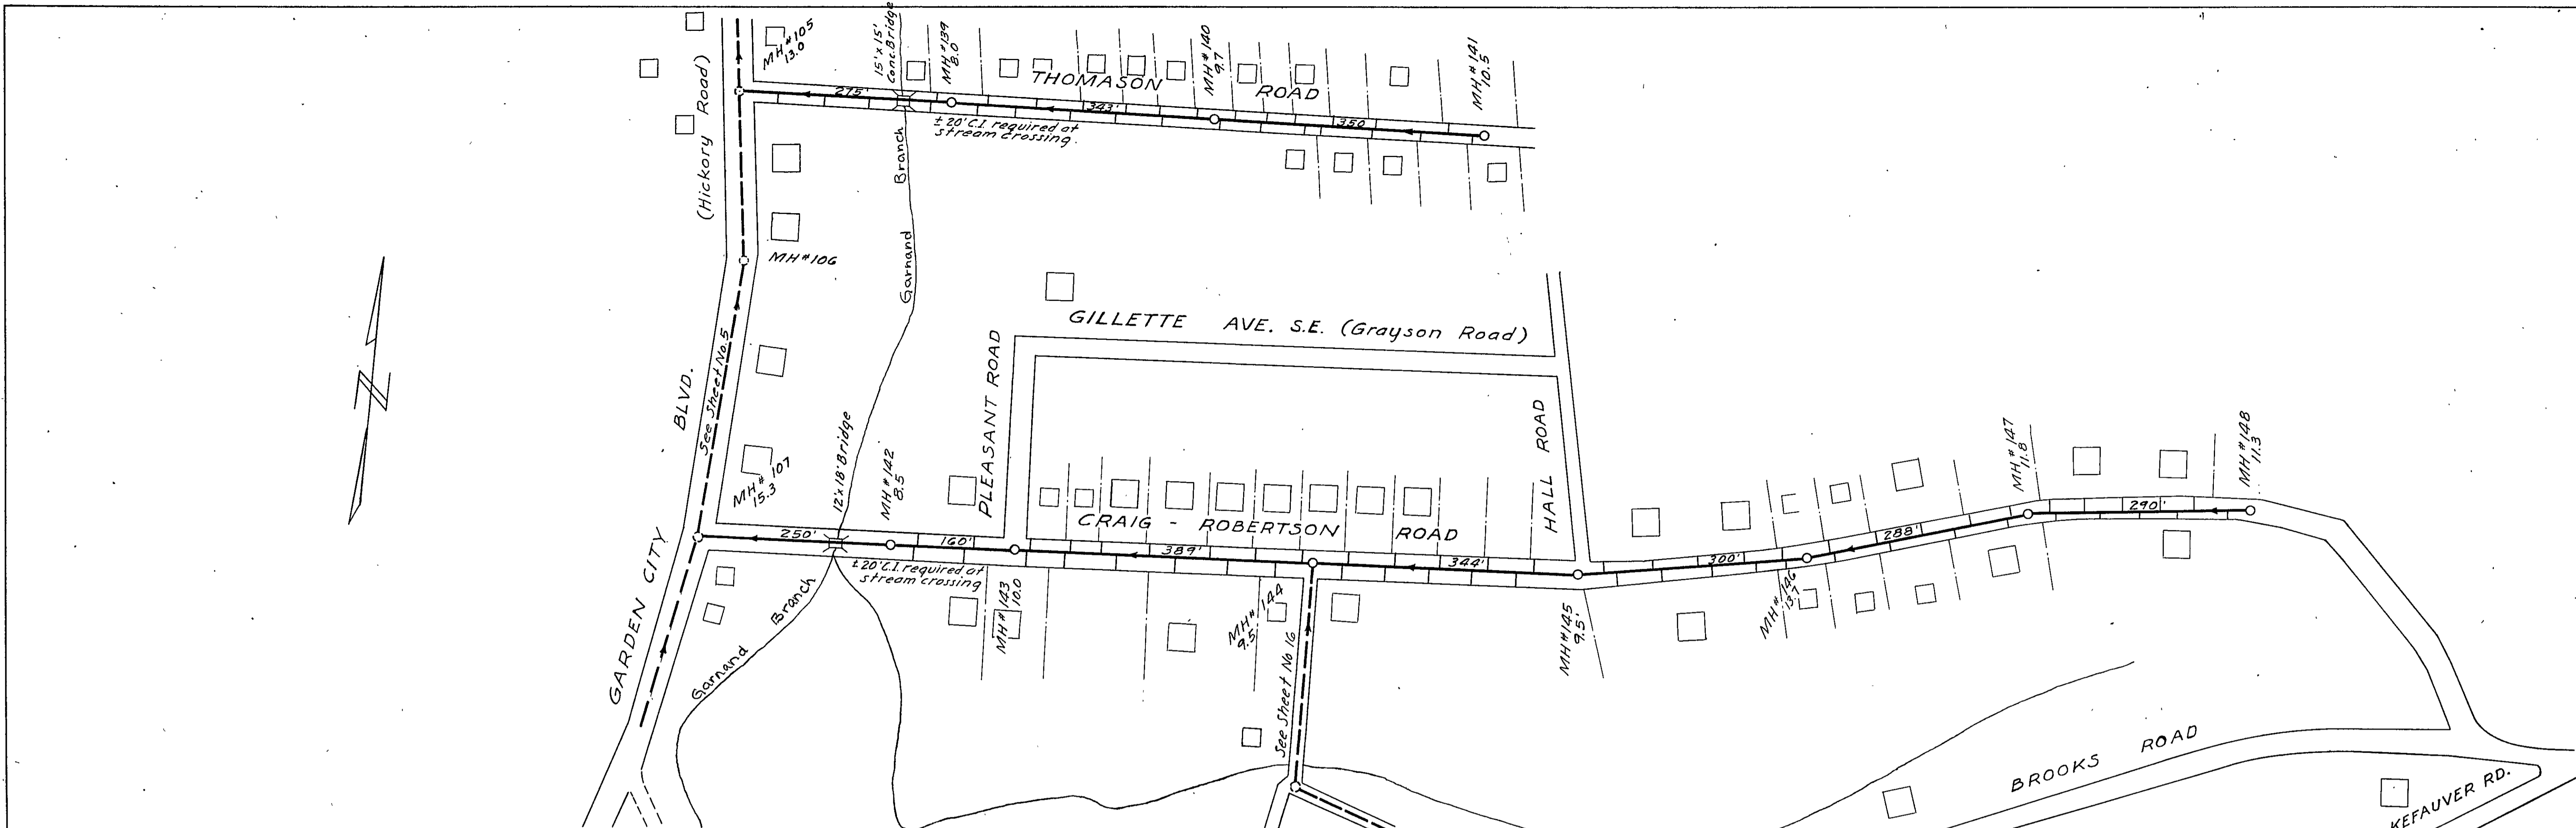 MH#105
13.0
15'x15'
Conc. Bridge
MH#139
8.0
MH#140
9.7
MH#141
10.5
THOMASON ROAD
275'
343'
350
± 20' C.I. required at
stream crossing.
(Hickory Road)
Garnand Branch
MH#106
GILLETTE AVE. S.E. (Grayson Road)
PLEASANT ROAD
See Sheet No. 5
GARDEN CITY BLVD.
MH#107
15.3
12'x18' Bridge
MH#142
8.5
HALL ROAD
MH#147
11.8
MH#148
11.3
CRAIG - ROBERTSON ROAD
250'
160'
389'
344'
300'
288'
290'
± 20' C.I. required at
stream crossing
Garnand Branch
MH#143
10.0
MH#144
9.5
See Sheet No 16
MH#145
9.5'
MH#146
13.7
BROOKS ROAD
KEFAUVER RD.
N